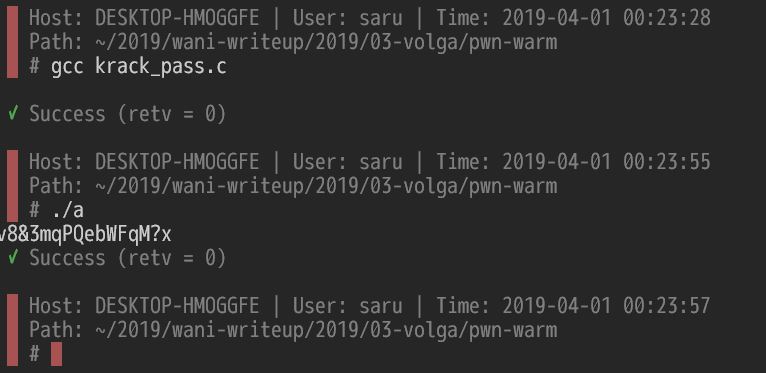 Host: DESKTOP-HMOGGFE | User: saru | Time: 2019-04-01 00:23:28
Path: ~/2019/wani-writeup/2019/03-volga/pwn-warm
# gcc krack_pass.c
✓ Success (retv = 0)
Host: DESKTOP-HMOGGFE | User: saru | Time: 2019-04-01 00:23:55
Path: ~/2019/wani-writeup/2019/03-volga/pwn-warm
# ./a
v8&3mqPQebWFqM?x
✓ Success (retv = 0)
Host: DESKTOP-HMOGGFE | User: saru | Time: 2019-04-01 00:23:57
Path: ~/2019/wani-writeup/2019/03-volga/pwn-warm
#